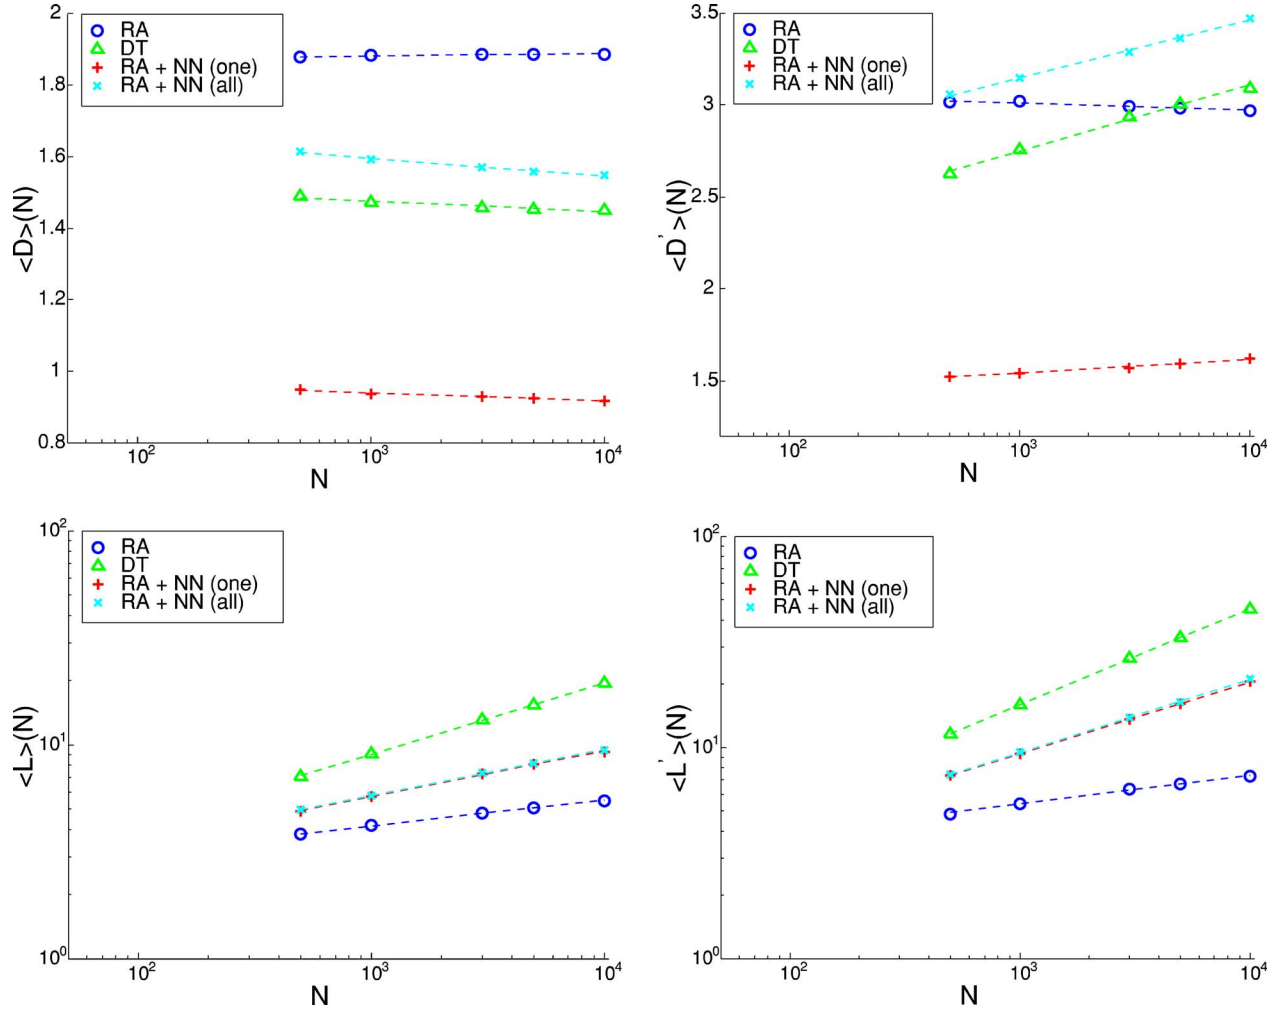 2
1.8
1.6
1.4
1.2
1
0.8
<D>(N)
RA
DT
RA + NN (one)
RA + NN (all)
10²
10³
10⁴
N
3.5
3
2.5
2
1.5
<D'>(N)
RA
DT
RA + NN (one)
RA + NN (all)
10²
10³
10⁴
N
10²
10¹
10⁰
<L>(N)
RA
DT
RA + NN (one)
RA + NN (all)
10²
10³
10⁴
N
10²
10¹
10⁰
<L'>(N)
RA
DT
RA + NN (one)
RA + NN (all)
10²
10³
10⁴
N